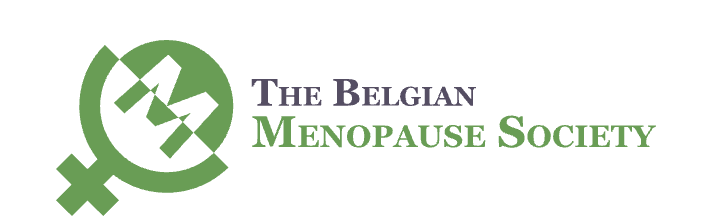 M
The Belgian
Menopause Society